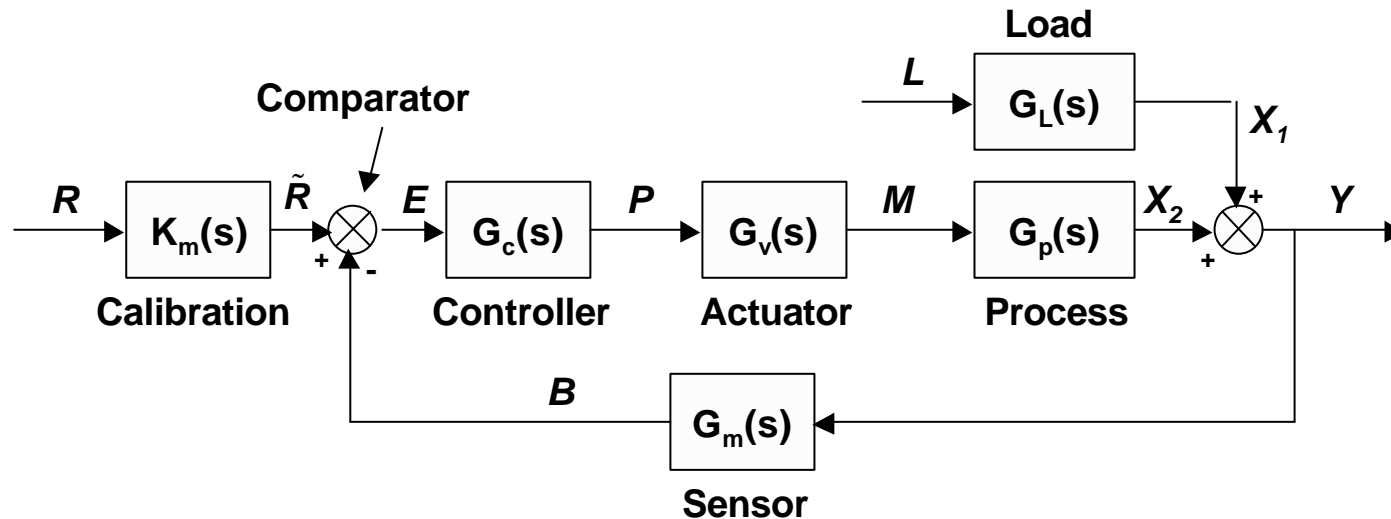 Load
L
G_L(s)
X_1
Comparator
R
K_m(s)
R̃
E
G_c(s)
P
G_v(s)
M
G_p(s)
X_2
Y
+
+
+
-
Calibration
Controller
Actuator
Process
B
G_m(s)
Sensor